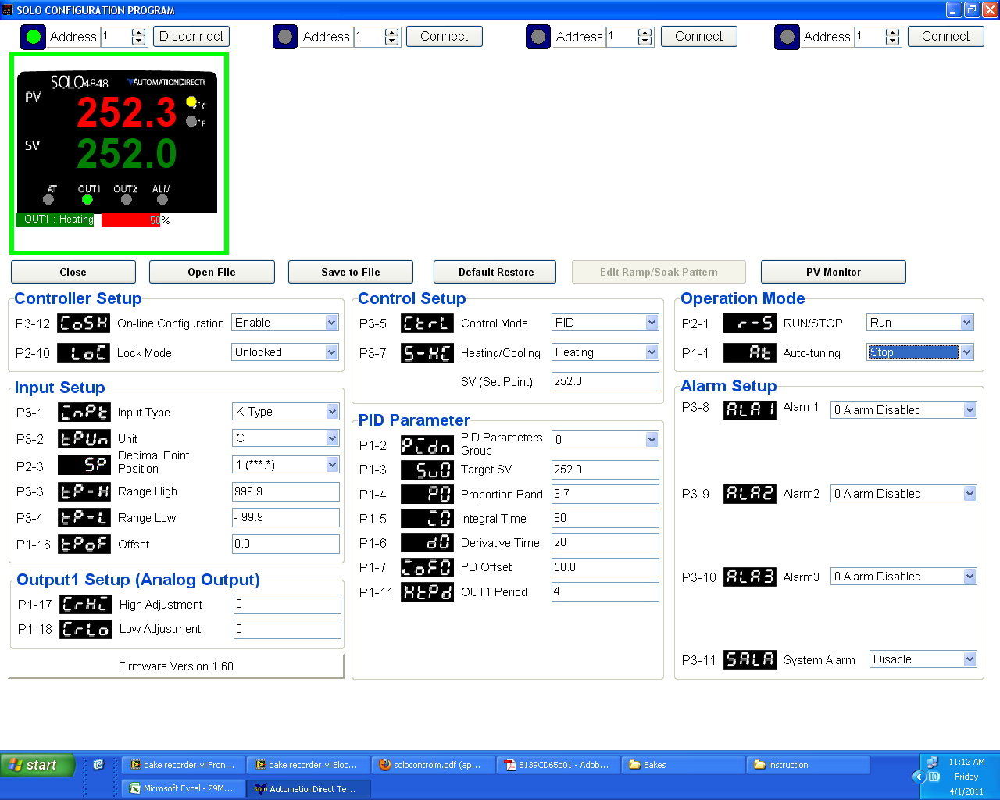 SOLO CONFIGURATION PROGRAM
Address 1 Disconnect Address 1 Connect Address 1 Connect Address 1 Connect
SOLO4848 AUTOMATIONDIRECT
PV 252.3 °C
°F
SV 252.0
AT OUT1 OUT2 ALM
OUT1 : Heating 50%
Close Open File Save to File Default Restore Edit Ramp/Soak Pattern PV Monitor
Controller Setup
P3-12 CoSH On-line Configuration Enable
P2-10 LoC Lock Mode Unlocked
Input Setup
P3-1 inPt Input Type K-Type
P3-2 tPUn Unit C
P2-3 SP Decimal Point Position 1 (***.*)
P3-3 tP-H Range High 999.9
P3-4 tP-L Range Low - 99.9
P1-16 tPoF Offset 0.0
Output1 Setup (Analog Output)
P1-17 CrHi High Adjustment 0
P1-18 CrLo Low Adjustment 0
Firmware Version 1.60
Control Setup
P3-5 CtrL Control Mode PID
P3-7 S-HC Heating/Cooling Heating
SV (Set Point) 252.0
PID Parameter
P1-2 Pidn PID Parameters Group 0
P1-3 Sv0 Target SV 252.0
P1-4 P0 Proportion Band 3.7
P1-5 i0 Integral Time 80
P1-6 d0 Derivative Time 20
P1-7 ioF0 PD Offset 50.0
P1-11 HtPd OUT1 Period 4
Operation Mode
P2-1 r-S RUN/STOP Run
P1-1 At Auto-tuning Stop
Alarm Setup
P3-8 ALA1 Alarm1 0 Alarm Disabled
P3-9 ALA2 Alarm2 0 Alarm Disabled
P3-10 ALA3 Alarm3 0 Alarm Disabled
P3-11 SALA System Alarm Disable
start bake recorder.vi Fron... bake recorder.vi Bloc... solocontrolm.pdf (ap... 8139CD65d01 - Adob... Bakes instruction 11:12 AM
Friday
Microsoft Excel - 29M... SOLO AutomationDirect Te... 4/1/2011